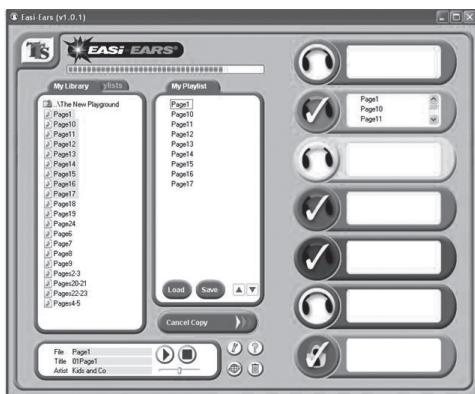 Easi-Ears (v1.0.1)
TTS
EASi-EARS®
My Library
ylists
..\The New Playground
Page1
Page10
Page11
Page12
Page13
Page14
Page15
Page16
Page17
Page18
Page19
Page24
Page6
Page7
Page8
Page9
Pages2-3
Pages20-21
Pages22-23
Pages4-5
My Playlist
Page1
Page10
Page11
Page12
Page13
Page14
Page15
Page16
Page17
Load
Save
Cancel Copy
File Page1
Title 01Page1
Artist Kids and Co
Page1
Page10
Page11